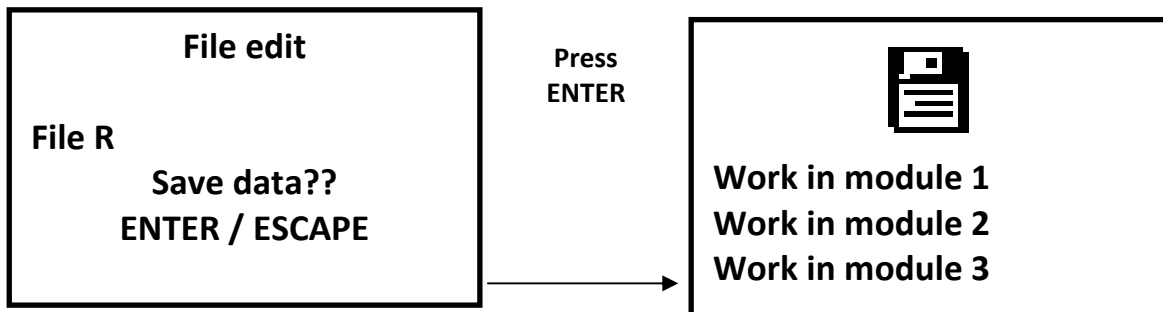 File edit
File R
Save data??
ENTER / ESCAPE
Press
ENTER
Work in module 1
Work in module 2
Work in module 3